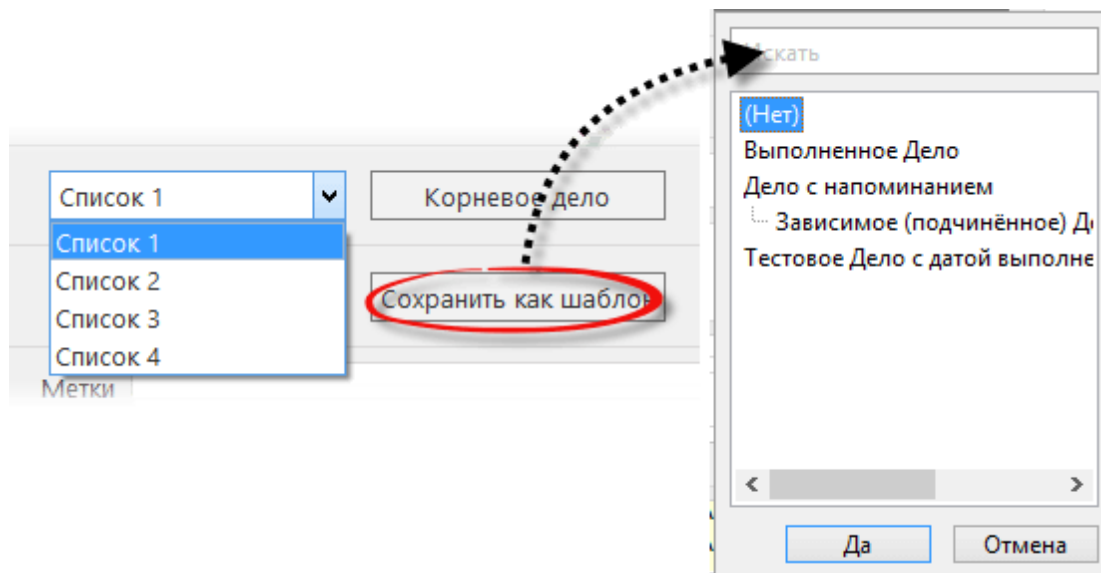 Список 1
Корневое дело
Список 1
Список 2
Список 3
Список 4
Сохранить как шаблон
Метки
Искать
(Нет)
Выполненное Дело
Дело с напоминанием
Зависимое (подчинённое) Д
Тестовое Дело с датой выполне
Да
Отмена